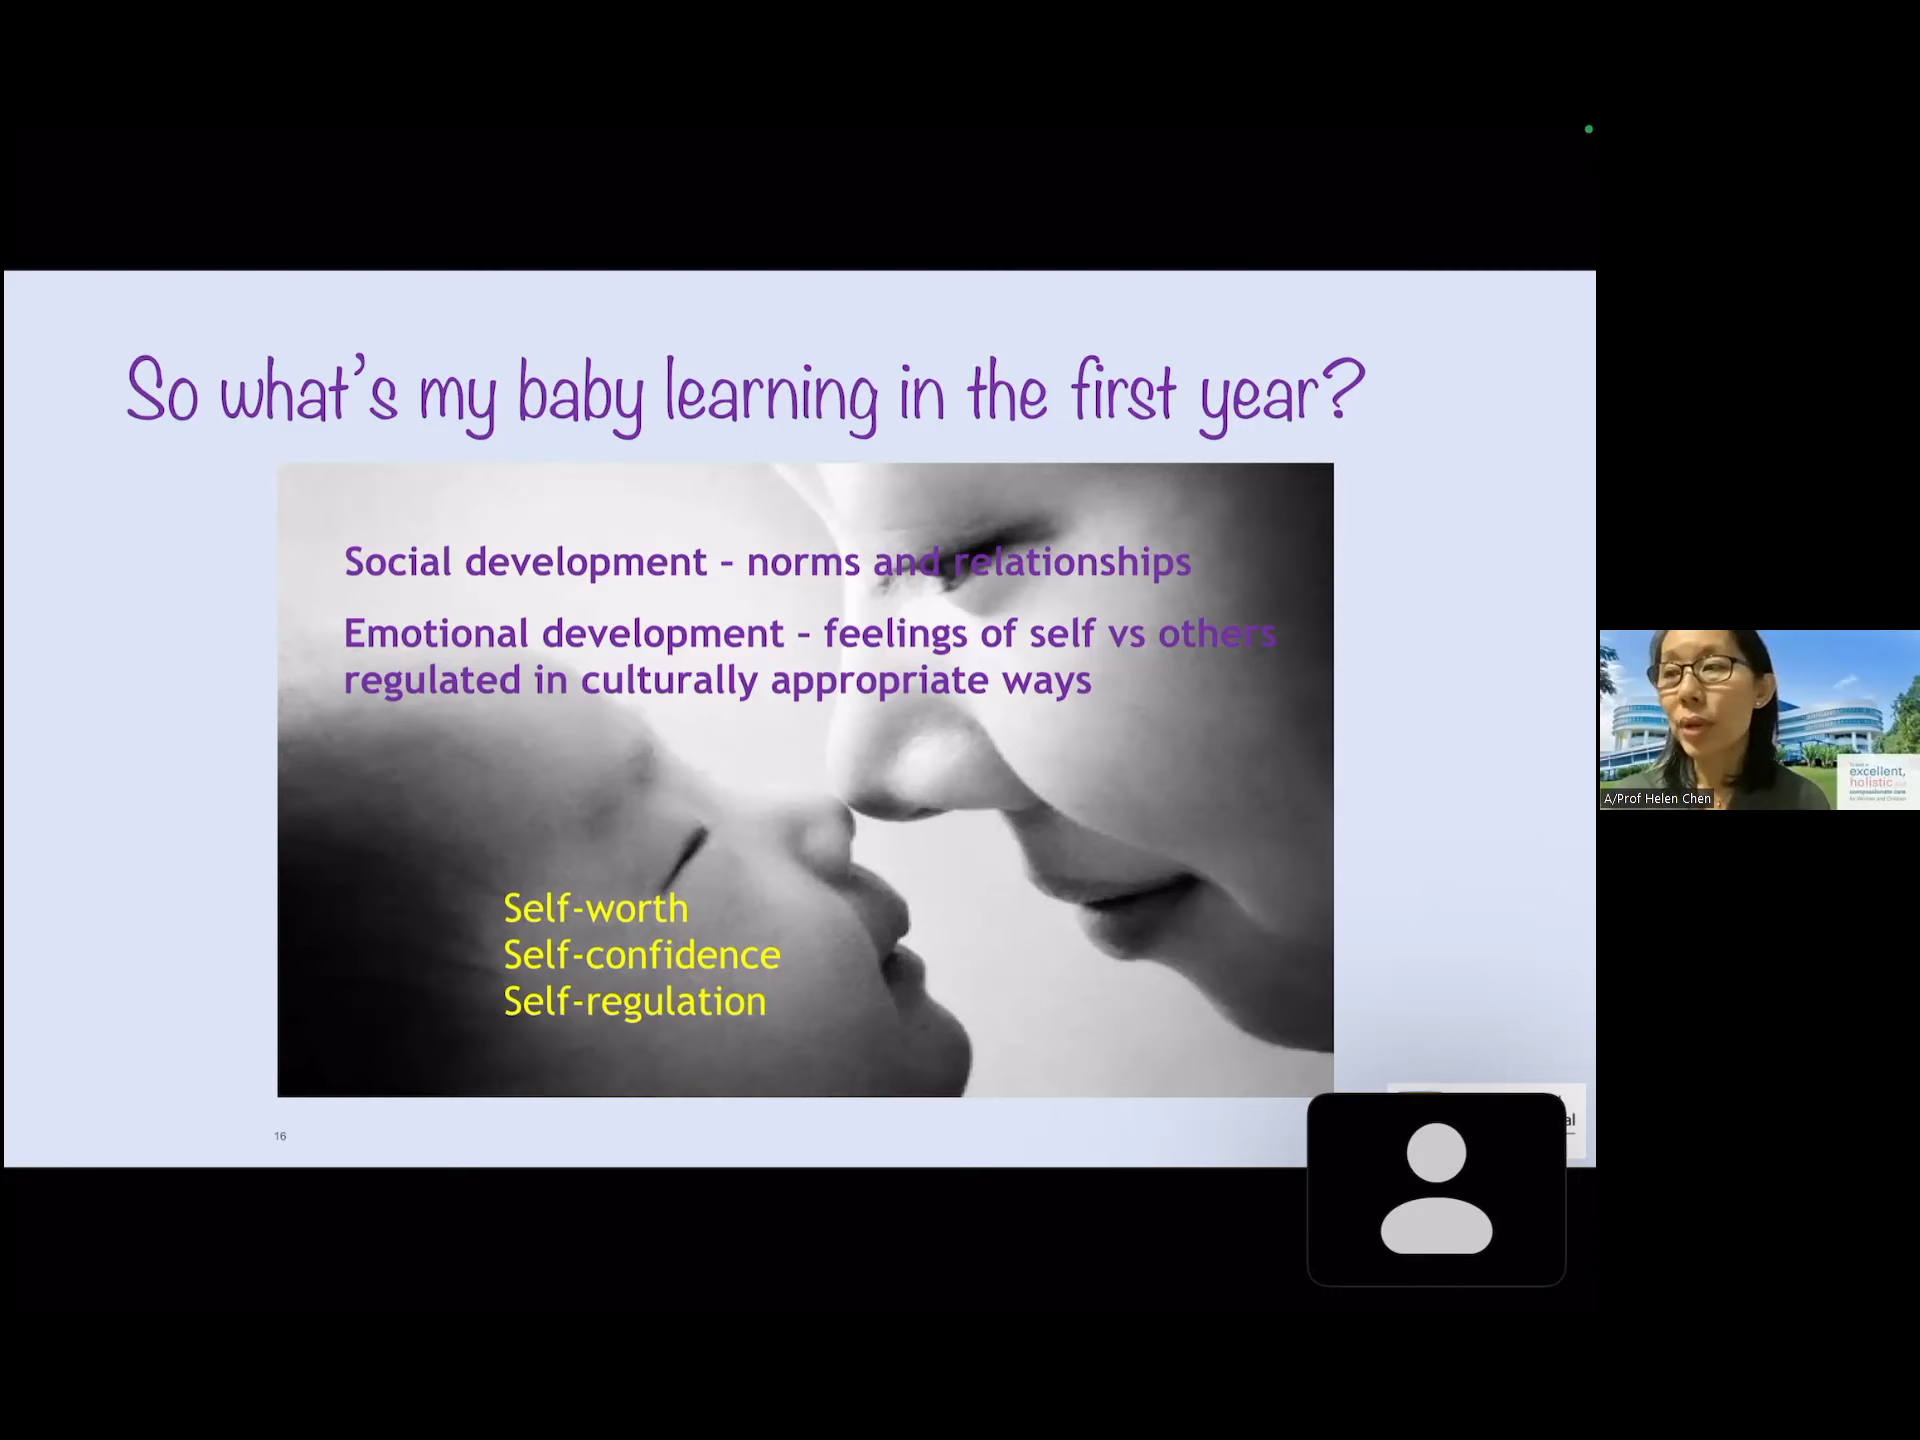 So what's my baby learning in the first year?
Social development – norms and relationships
Emotional development – feelings of self vs others
regulated in culturally appropriate ways
Self-worth
Self-confidence
Self-regulation
16
A/Prof Helen Chen
excellent,
holistic
compassionate care
for Women and Children